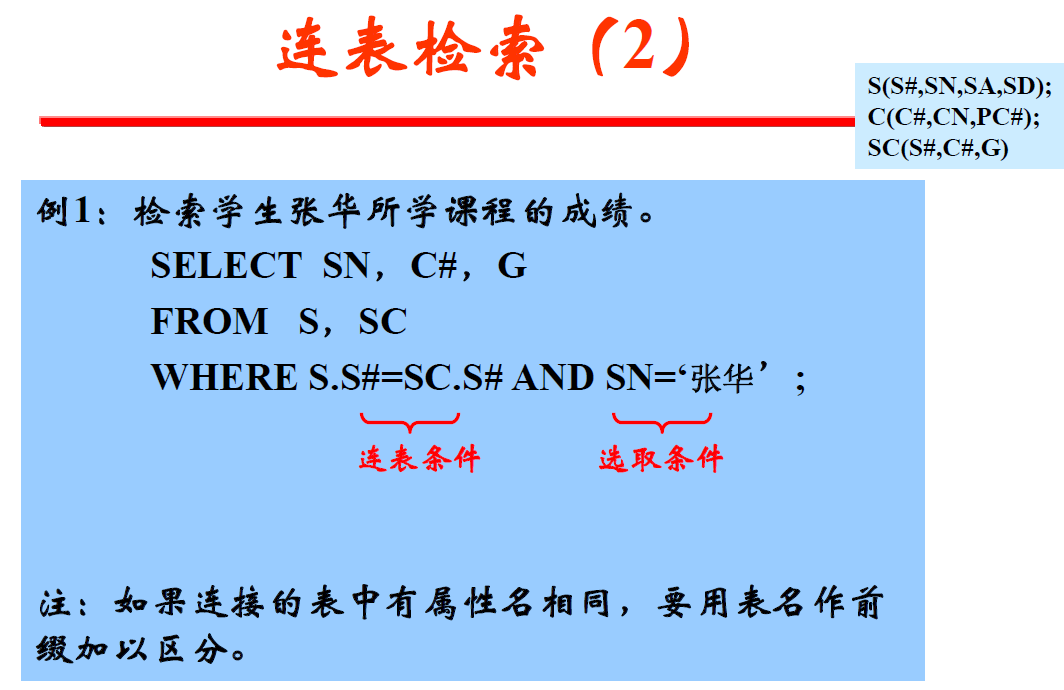 连表检索（2）
S(S#,SN,SA,SD);
C(C#,CN,PC#);
SC(S#,C#,G)
例1：检索学生张华所学课程的成绩。
SELECT SN，C#，G
FROM S，SC
WHERE S.S#=SC.S# AND SN=‘张华’；
连表条件
选取条件
注：如果连接的表中有属性名相同，要用表名作前
缀加以区分。